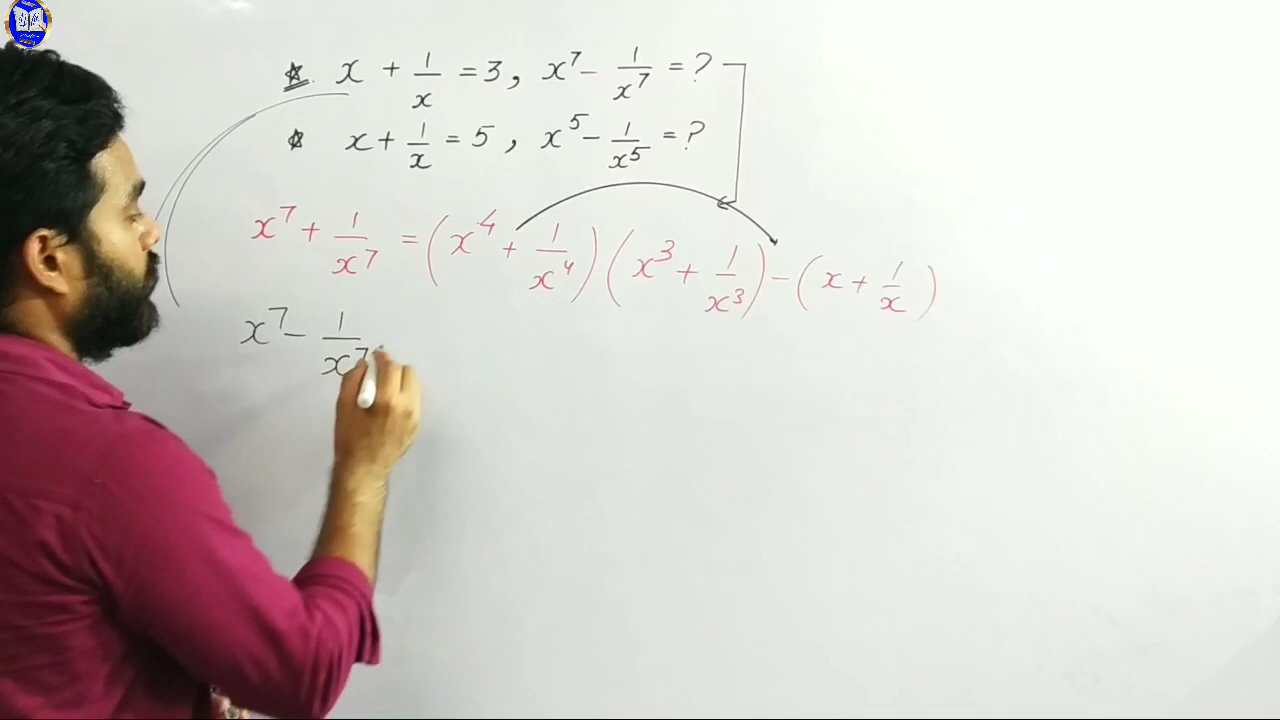 ☆ x + 1/x = 3, x⁷ - 1/x⁷ = ?
☆ x + 1/x = 5, x⁵ - 1/x⁵ = ?
x⁷ + 1/x⁷ = (x⁴ + 1/x⁴)(x³ + 1/x³) - (x + 1/x)
x⁷ - 1/x⁷